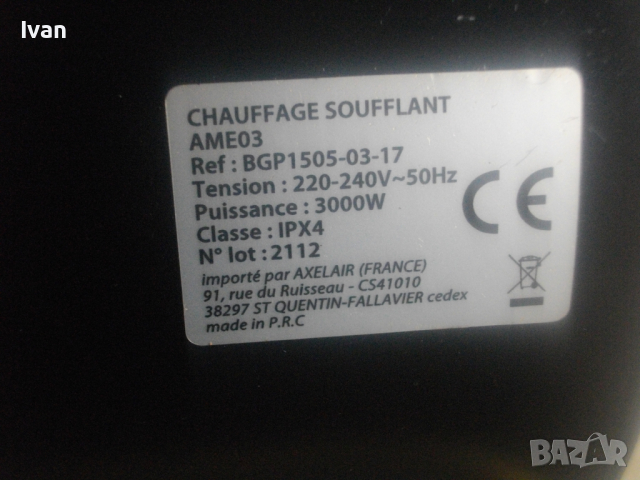 Ivan
CHAUFFAGE SOUFFLANT
AME03
Ref : BGP1505-03-17
Tension : 220-240V~50Hz
Puissance : 3000W
Classe : IPX4
N° lot : 2112
CE
importé par AXELAIR (FRANCE)
91, rue du Ruisseau - CS41010
38297 ST QUENTIN-FALLAVIER cedex
made in P.R.C
BAZAR